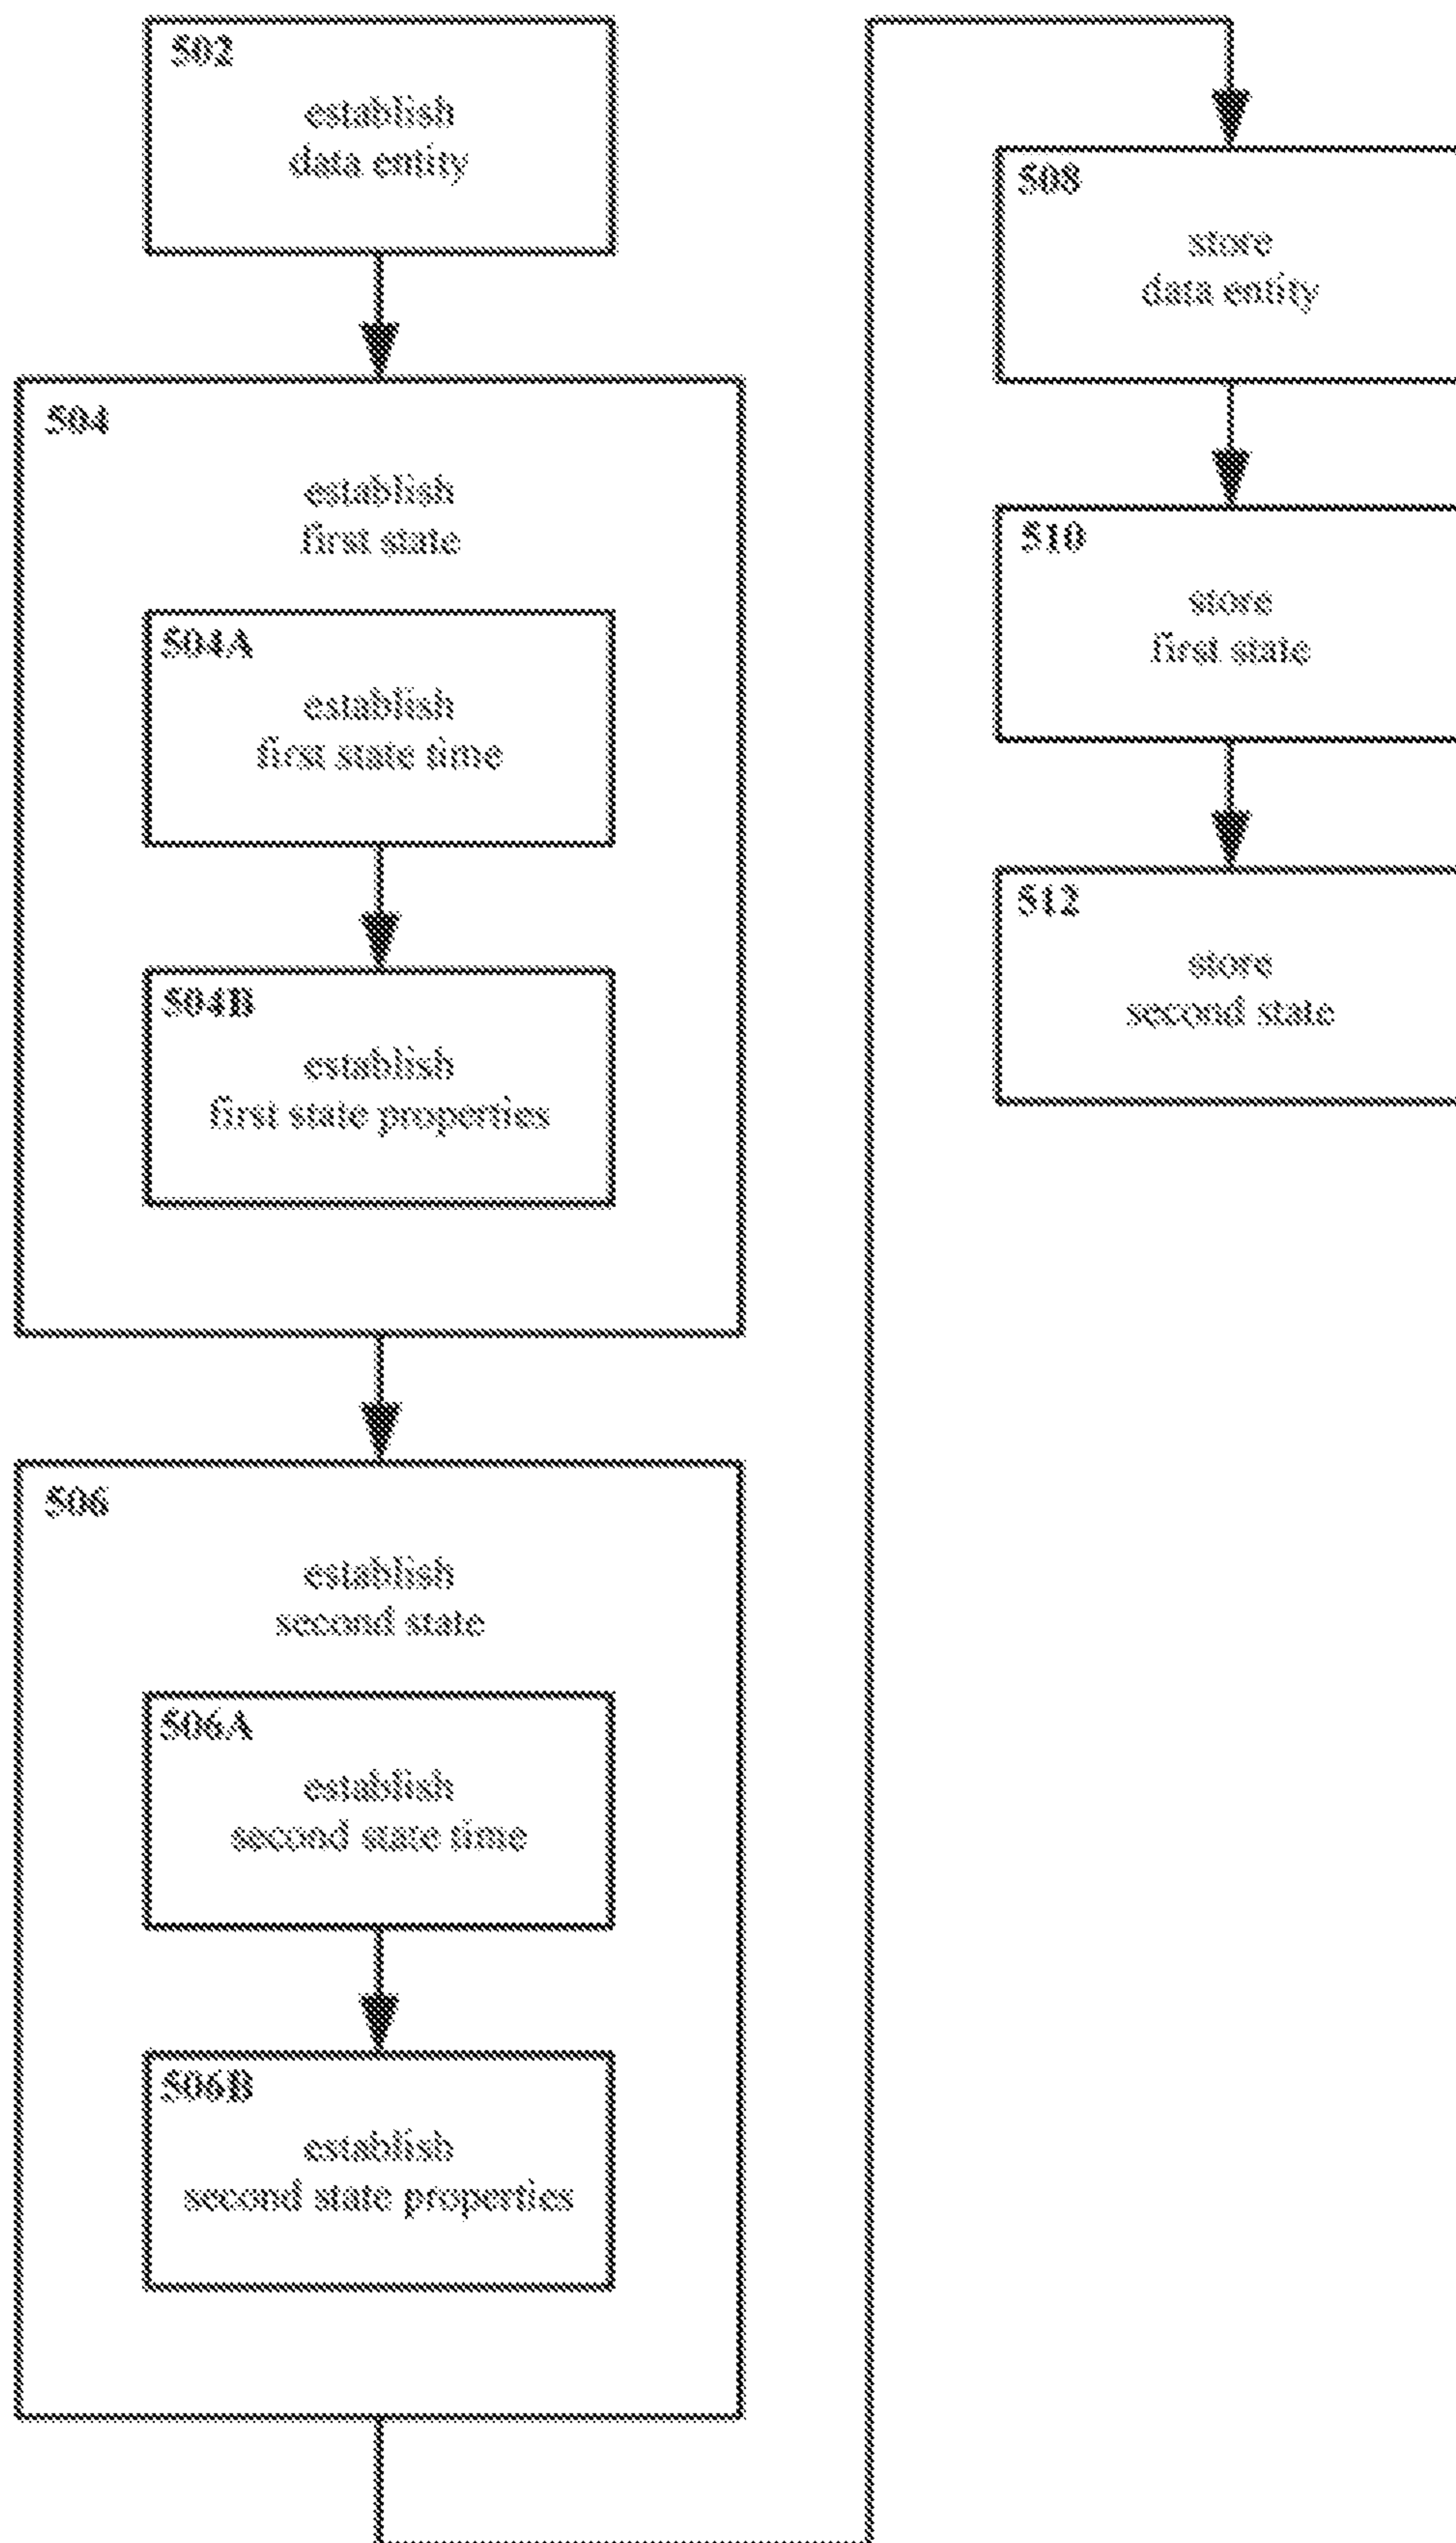 502
establish
data entity
504
establish
first state
504A
establish
first state time
504B
establish
first state properties
506
establish
second state
506A
establish
second state time
506B
establish
second state properties
508
store
data entity
510
store
first state
512
store
second state